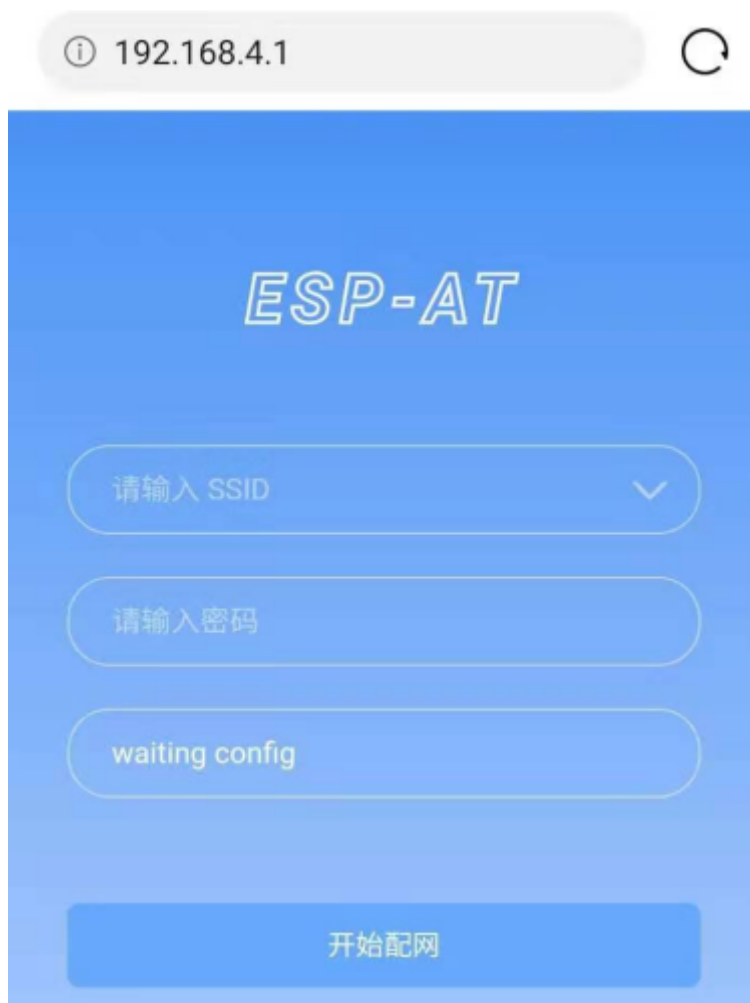 192.168.4.1
ESP-AT
请输入 SSID
请输入密码
waiting config
开始配网